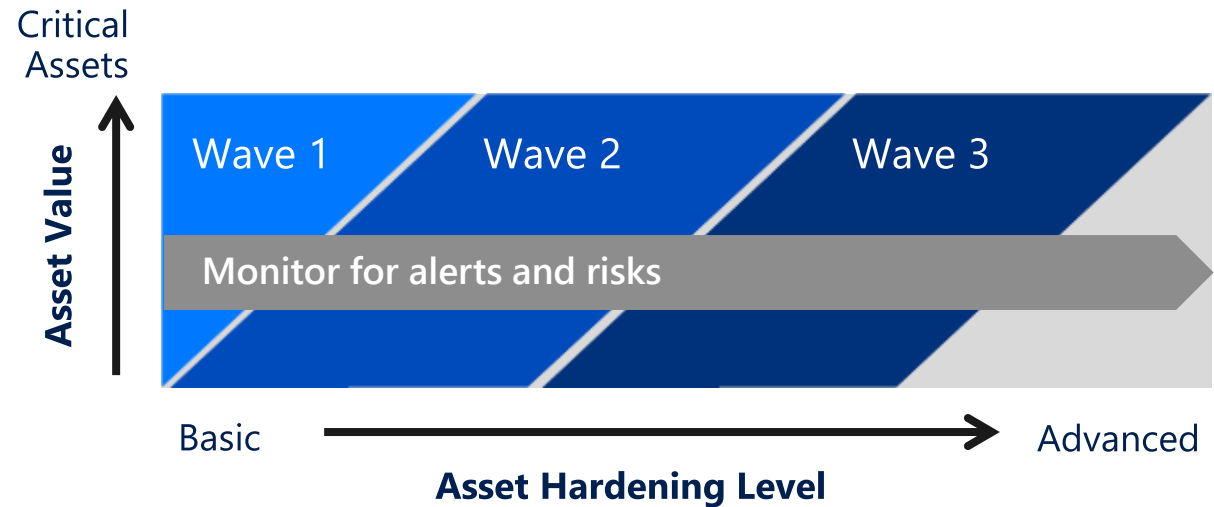 Critical
Assets
Asset Value
Wave 1
Wave 2
Wave 3
Monitor for alerts and risks
Basic
Advanced
Asset Hardening Level